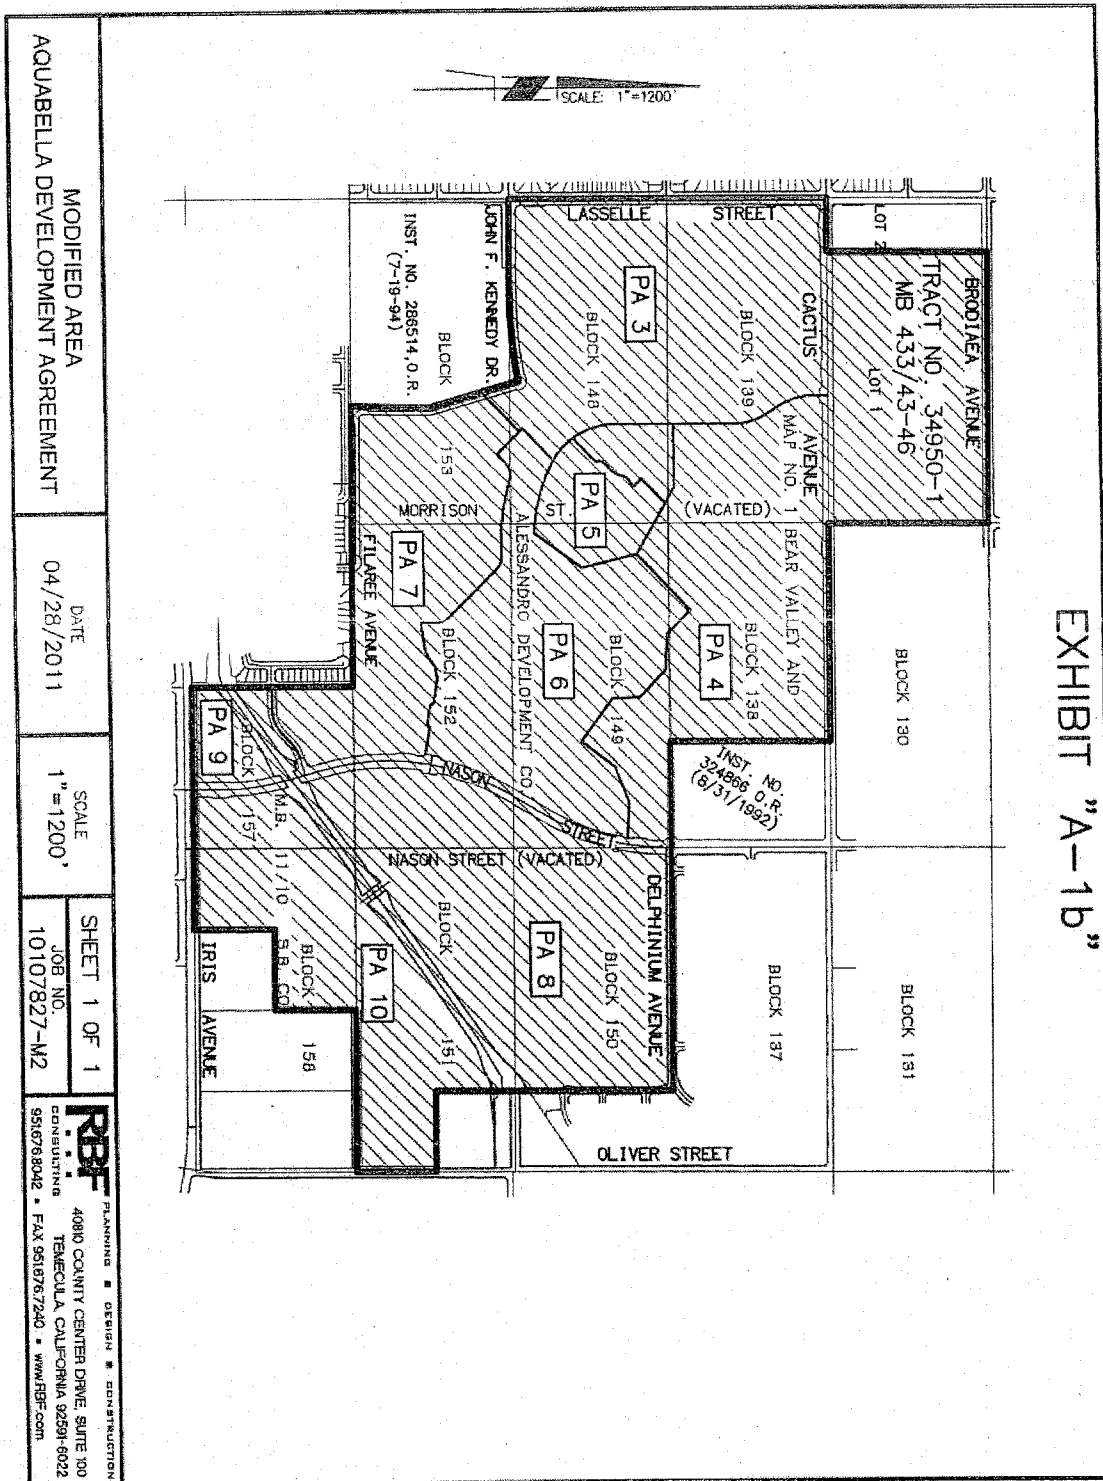 EXHIBIT "A-1b"
SCALE: 1"=1200'
BRODIAEA AVENUE
TRACT NO. 34950-1
MB 433/43-46
LOT 2
LOT 1
BLOCK 130
BLOCK 131
CACTUS AVENUE
MAP NO. 1 BEAR VALLEY AND
ALESSANDRO DEVELOPMENT CO.
LASSELLE STREET
BLOCK 139
BLOCK 138
PA 4
INST. NO.
324866 O.R.
(8/31/1992)
BLOCK 137
PA 3
BLOCK 148
MORRISON ST. (VACATED)
PA 5
PA 6
BLOCK 149
DELPHINIUM AVENUE
BLOCK 150
PA 8
OLIVER STREET
JOHN F. KENNEDY DR.
INST. NO. 286514,O.R.
(7-19-94)
BLOCK 153
PA 7
FILAREE AVENUE
BLOCK 152
NASON STREET
NASON STREET (VACATED)
BLOCK 151
PA 10
PA 9
BLOCK 157
M.B. 11/10 S.B. CO.
BLOCK 158
IRIS AVENUE
MODIFIED AREA
AQUABELLA DEVELOPMENT AGREEMENT
DATE
04/28/2011
SCALE
1"=1200'
SHEET 1 OF 1
JOB NO.
10107827-M2
RBF
CONSULTING
PLANNING ■ DESIGN ■ CONSTRUCTION
40810 COUNTY CENTER DRIVE, SUITE 100
TEMECULA, CALIFORNIA 92591-6022
951.676.8042 • FAX 951.676.7240 • www.RBF.com